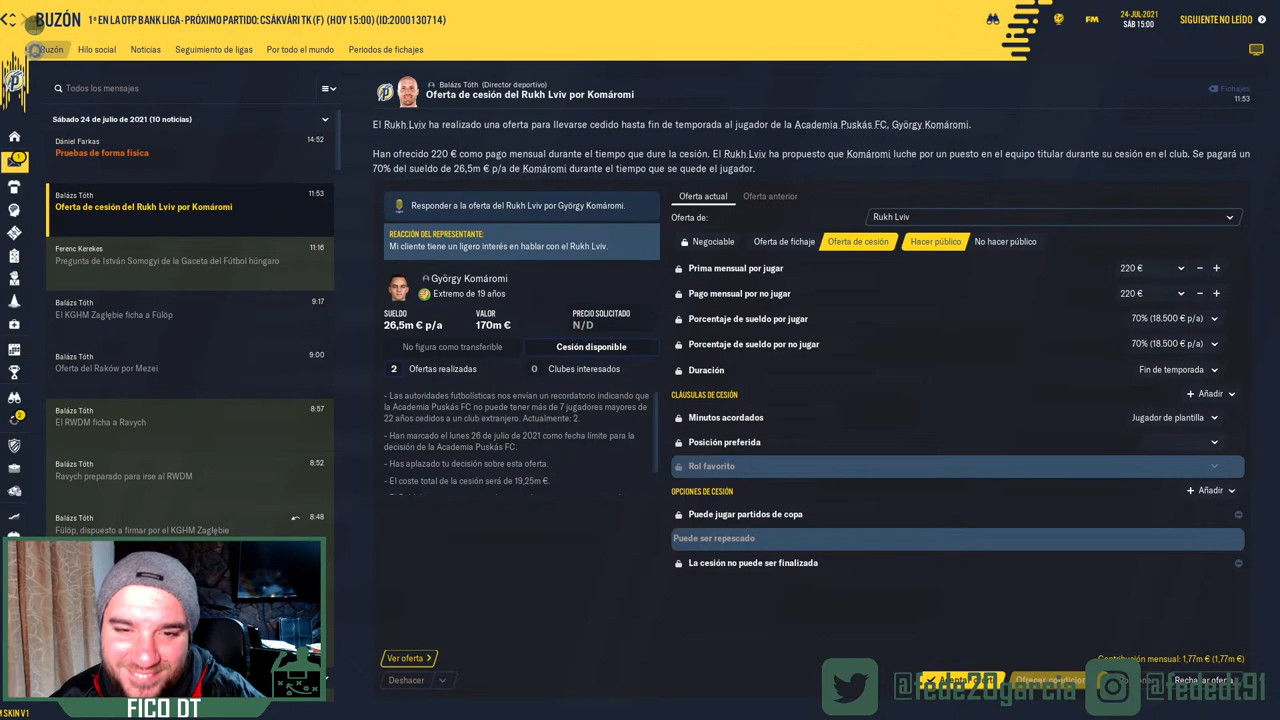 BUZÓN
1º EN LA OTP BANK LIGA - PRÓXIMO PARTIDO: CSÁKVÁRI TK (F) (HOY 15:00) (ID:2000130714)
FM
24-JUL-2021
SÁB 15:00
SIGUIENTE NO LEÍDO
Buzón
Hilo social
Noticias
Seguimiento de ligas
Por todo el mundo
Periodos de fichajes
Todos los mensajes
Sábado 24 de julio de 2021 (10 noticias)
Dániel Farkas
14:52
Pruebas de forma física
Balázs Tóth
11:53
Oferta de cesión del Rukh Lviv por Komáromi
Ferenc Kerekes
11:16
Pregunta de István Somogyi de la Gaceta del Fútbol húngaro
Balázs Tóth
9:17
El KGHM Zagłębie ficha a Fülöp
Balázs Tóth
9:00
Oferta del Raków por Mezei
Balázs Tóth
8:57
El RWDM ficha a Ravych
Balázs Tóth
8:52
Ravych preparado para irse al RWDM
Balázs Tóth
8:48
Fülöp, dispuesto a firmar por el KGHM Zagłębie
1
2
Balázs Tóth (Director deportivo)
Oferta de cesión del Rukh Lviv por Komáromi
Fichajes
11:53
El Rukh Lviv ha realizado una oferta para llevarse cedido hasta fin de temporada al jugador de la Academia Puskás FC, György Komáromi.
Han ofrecido 220 € como pago mensual durante el tiempo que dure la cesión. El Rukh Lviv ha propuesto que Komáromi luche por un puesto en el equipo titular durante su cesión en el club. Se pagará un
70% del sueldo de 26,5m € p/a de Komáromi durante el tiempo que se quede el jugador.
Responder a la oferta del Rukh Lviv por György Komáromi.
REACCIÓN DEL REPRESENTANTE:
Mi cliente tiene un ligero interés en hablar con el Rukh Lviv.
György Komáromi
Extremo de 19 años
SUELDO
VALOR
PRECIO SOLICITADO
26,5m € p/a
170m €
N/D
No figura como transferible
Cesión disponible
2 Ofertas realizadas
0 Clubes interesados
- Las autoridades futbolísticas nos envían un recordatorio indicando que
la Academia Puskás FC no puede tener más de 7 jugadores mayores de
22 años cedidos a un club extranjero. Actualmente: 2.
- Han marcado el lunes 26 de julio de 2021 como fecha límite para la
decisión de la Academia Puskás FC.
- Has aplazado tu decisión sobre esta oferta.
- El coste total de la cesión será de 19,25m €.
Ver oferta
Deshacer
Oferta actual
Oferta anterior
Oferta de:
Rukh Lviv
Negociable
Oferta de fichaje
Oferta de cesión
Hacer público
No hacer público
Prima mensual por jugar
220 €
Pago mensual por no jugar
220 €
Porcentaje de sueldo por jugar
70% (18.500 € p/a)
Porcentaje de sueldo por no jugar
70% (18.500 € p/a)
Duración
Fin de temporada
CLÁUSULAS DE CESIÓN
Añadir
Minutos acordados
Jugador de plantilla
Posición preferida
Rol favorito
OPCIONES DE CESIÓN
Añadir
Puede jugar partidos de copa
Puede ser repescado
La cesión no puede ser finalizada
Contribución mensual: 1,77m € (1,77m €)
Rechazar oferta
@fede20garcia
@fededt91
FICO DT
M SKIN V1